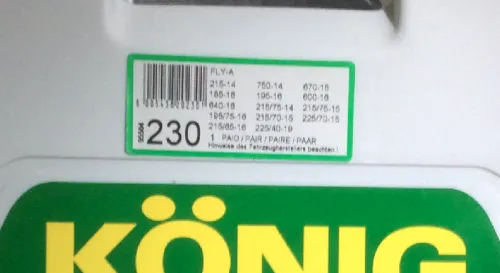 FLY-A
215-14 750-14 670-15
185-16 195-16 600-16
640-16 215/75-14 215/75-15
195/75-16 215/70-15 225/70-15
215/65-16 225/40-19
230
1 PAIO / PAIR / PAIRE / PAAR
Hinweise des Fahrzeugherstellers beachten !
KÖNIG